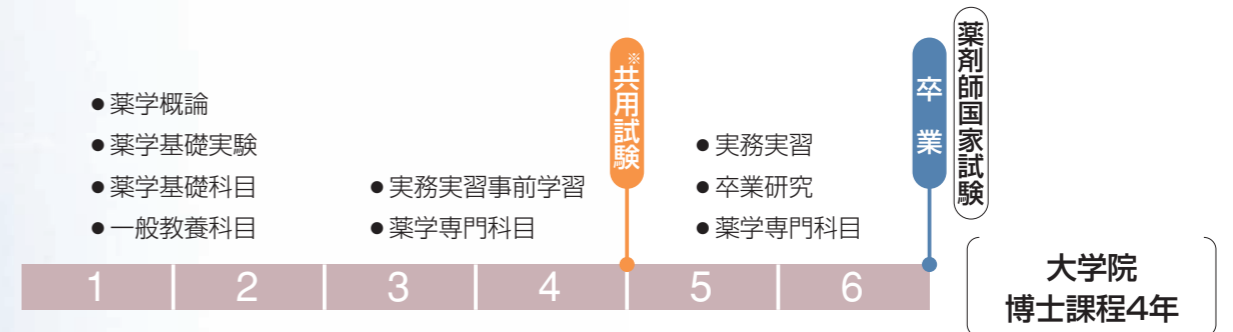 ●薬学概論
●薬学基礎実験
●薬学基礎科目
●一般教養科目
●実務実習事前学習
●薬学専門科目
※共用試験
●実務実習
●卒業研究
●薬学専門科目
卒業
薬剤師国家試験
1 2 3 4 5 6
大学院
博士課程4年